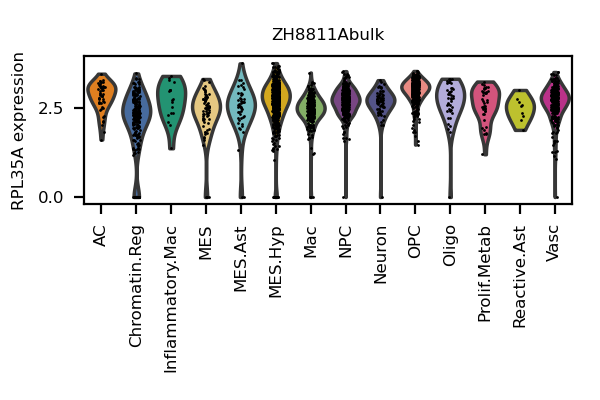 ZH8811Abulk
RPL35A expression
2.5
0.0
AC
Chromatin.Reg
Inflammatory.Mac
MES
MES.Ast
MES.Hyp
Mac
NPC
Neuron
OPC
Oligo
Prolif.Metab
Reactive.Ast
Vasc